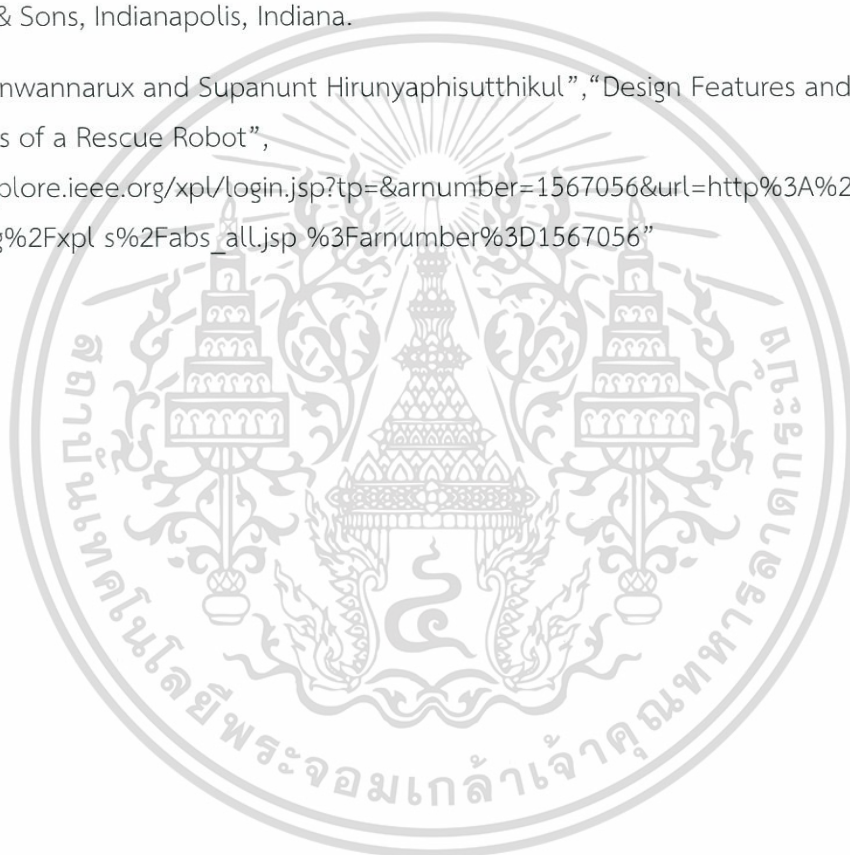 & Sons, Indianapolis, Indiana.
nwannarux and Supanunt Hirunyaphisutthikul”,“Design Features and
s of a Rescue Robot”,
plore.ieee.org/xpl/login.jsp?tp=&arnumber=1567056&url=http%3A%2
g%2Fxpl s%2Fabs_all.jsp %3Farnumber%3D1567056”
สถาบันเทคโนโลยีพระจอมเกล้าเจ้าคุณทหารลาดกระบัง